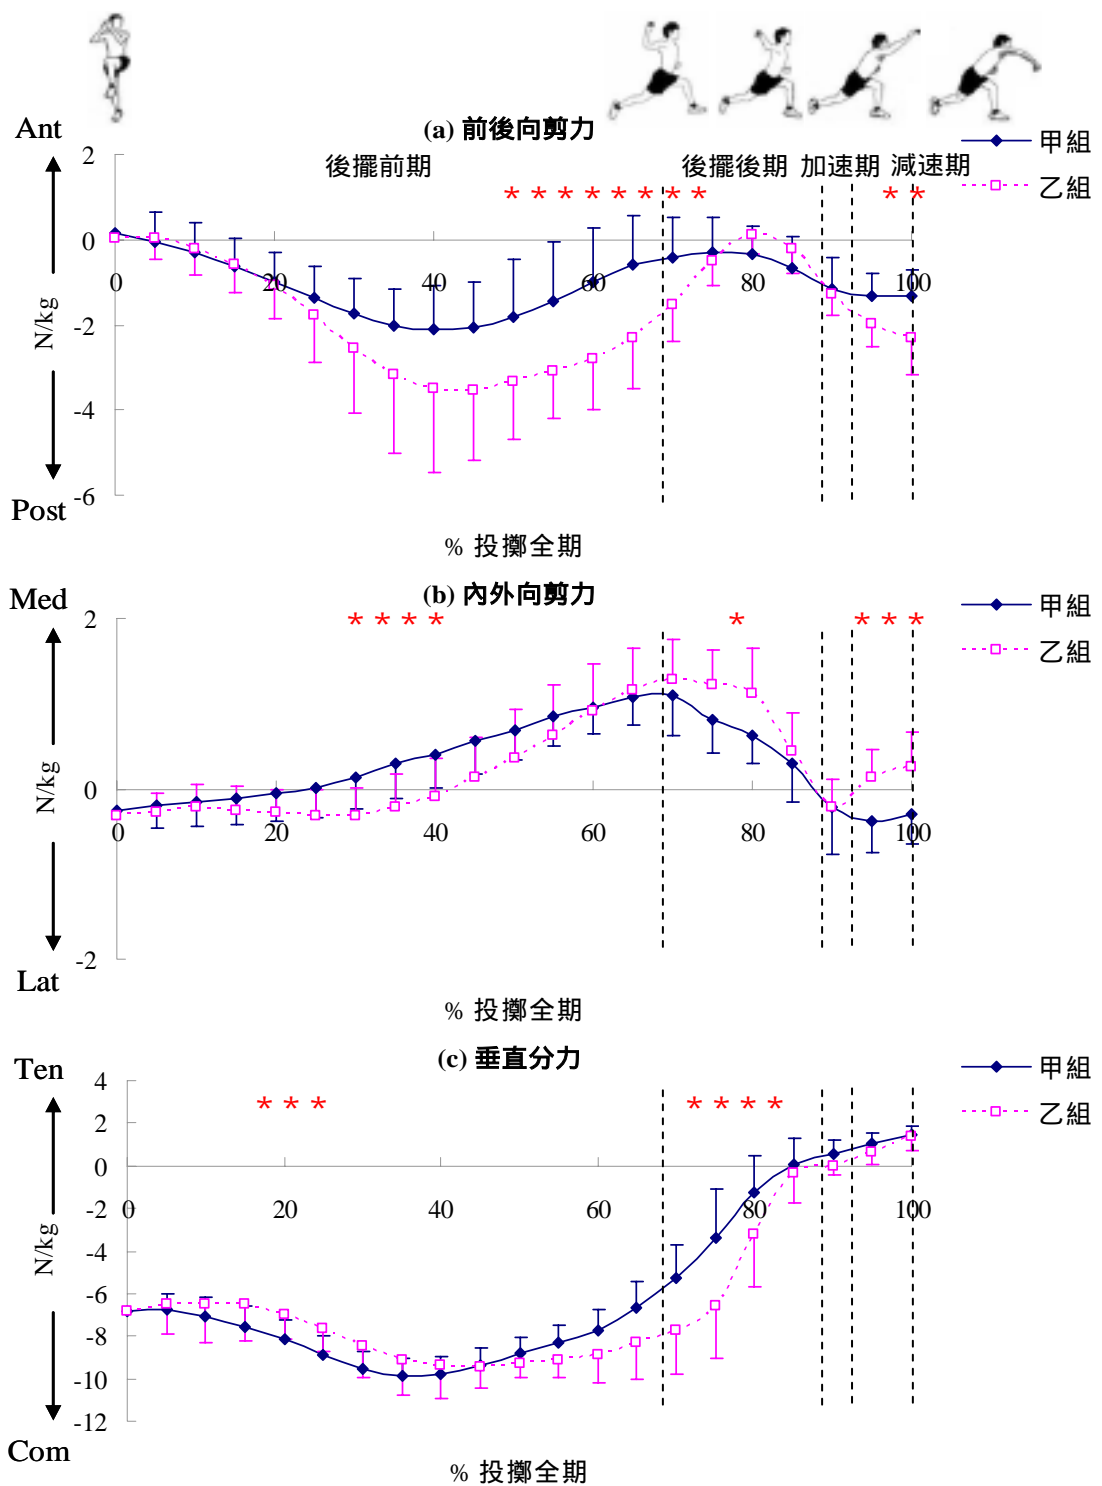 (a) 前後向剪力
Ant
Post
N/kg
2
0
-2
-4
-6
0 20 40 60 80 100
後擺前期 後擺後期 加速期 減速期
* * * * * * * * * *
甲組
乙組
% 投擲全期
(b) 內外向剪力
Med
Lat
N/kg
2
0
-2
0 20 40 60 80 100
* * * * * * * *
甲組
乙組
% 投擲全期
(c) 垂直分力
Ten
Com
N/kg
4
2
0
-2
-4
-6
-8
-10
-12
0 20 40 60 80 100
* * * * * * *
甲組
乙組
% 投擲全期